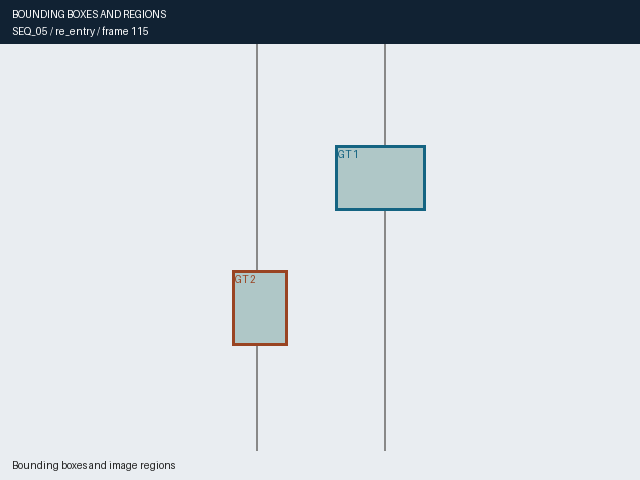 BOUNDING BOXES AND REGIONS
SEQ_05 / re_entry / frame 115
GT1
GT2
Bounding boxes and image regions